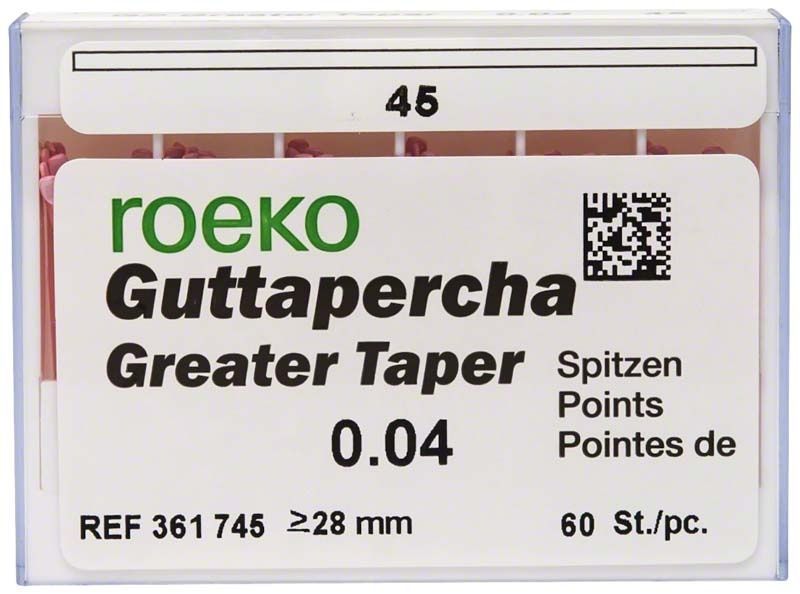 45
roeko
Guttapercha
Greater Taper
0.04
Spitzen
Points
Pointes de
REF 361 745 ≥28 mm 60 St./pc.